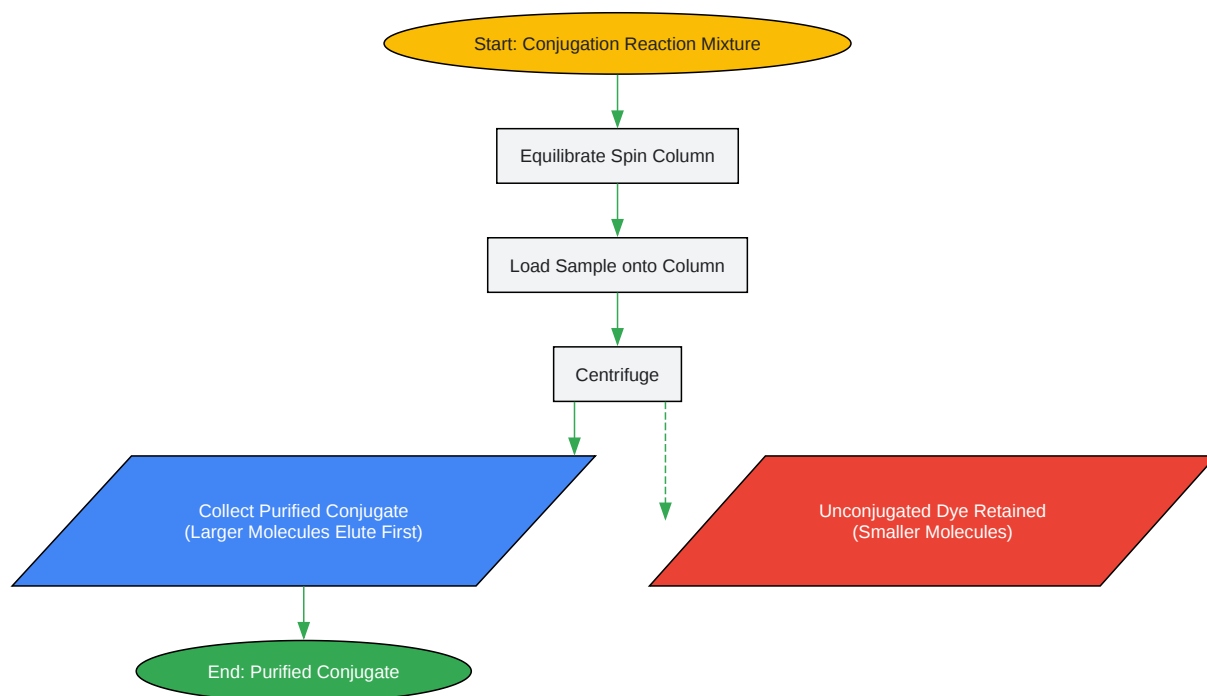 Start: Conjugation Reaction Mixture
Equilibrate Spin Column
Load Sample onto Column
Centrifuge
Collect Purified Conjugate
(Larger Molecules Elute First)
Unconjugated Dye Retained
(Smaller Molecules)
End: Purified Conjugate